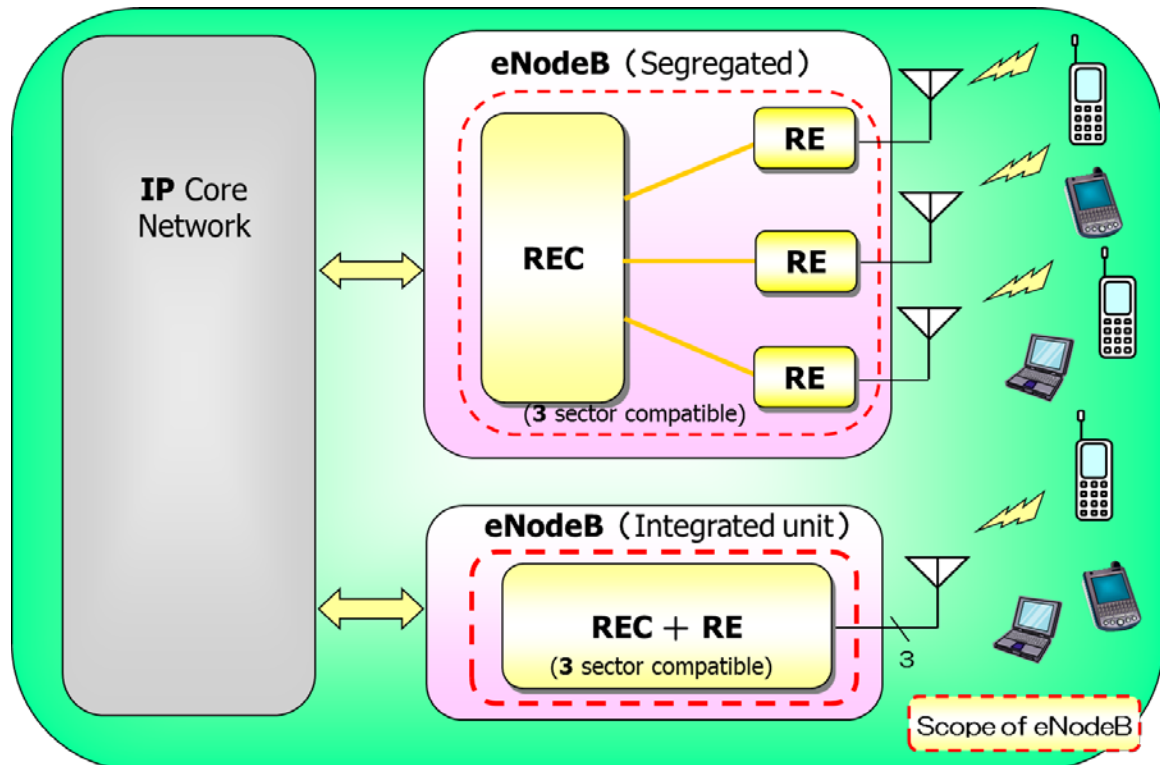 IP Core
Network
eNodeB (Segregated)
REC
RE
RE
RE
(3 sector compatible)
eNodeB (Integrated unit)
REC + RE
(3 sector compatible)
3
Scope of eNodeB